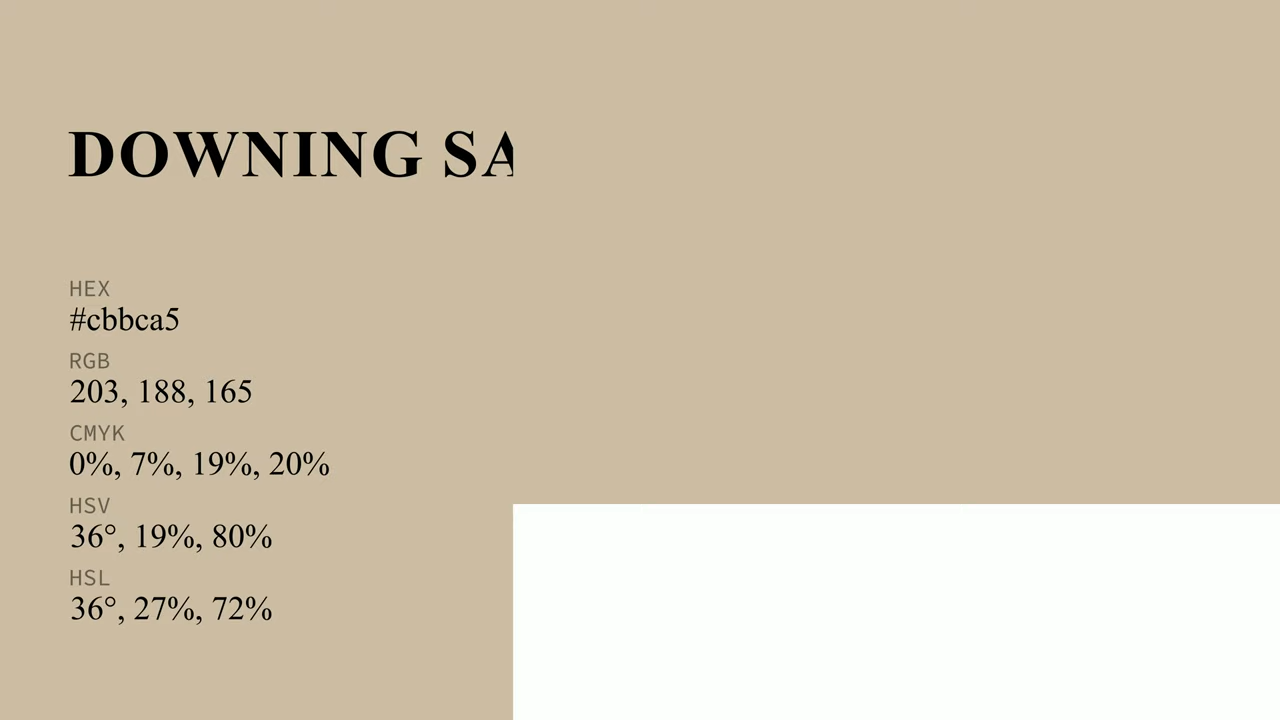 DOWNING SA
HEX
#cbbca5
RGB
203, 188, 165
CMYK
0%, 7%, 19%, 20%
HSV
36°, 19%, 80%
HSL
36°, 27%, 72%